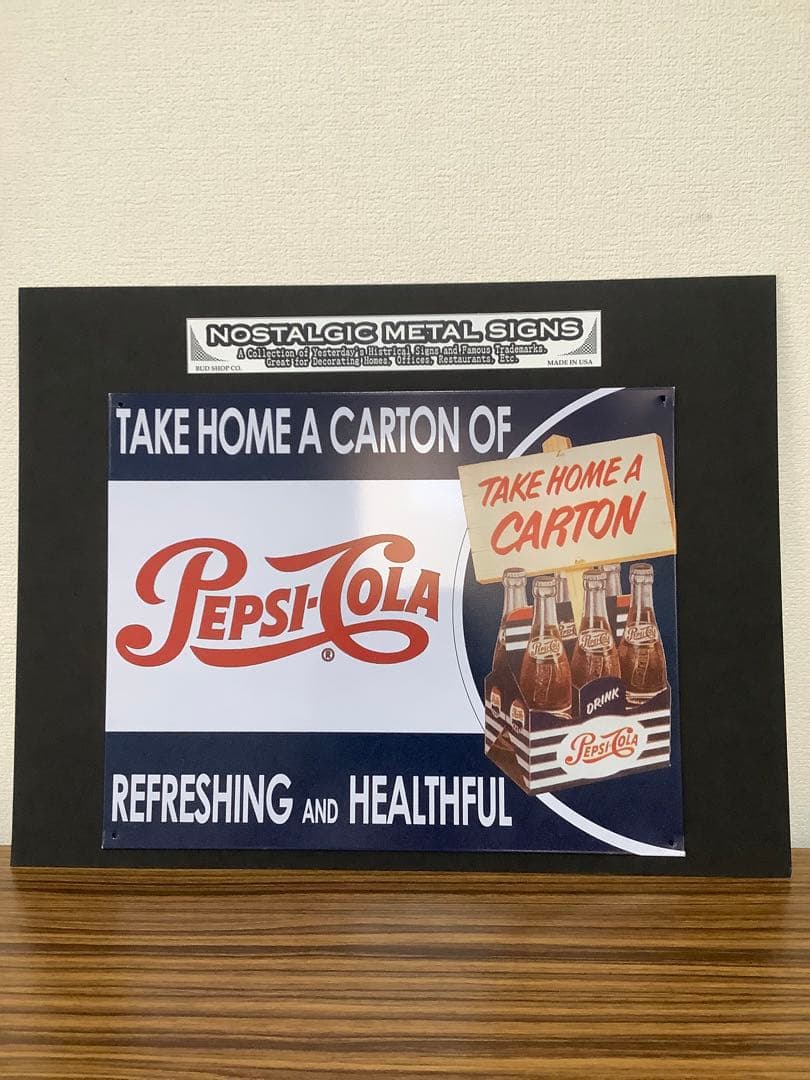 NOSTALGIC METAL SIGNS
A Collection of Yesterday's Histrical Signs and Famous Trademarks.
Great for Decorating Homes, Offices, Restaurants, Etc.
BUD SHOP CO.
MADE IN USA
TAKE HOME A CARTON OF
TAKE HOME A
CARTON
PEPSI-COLA
®
DRINK
PEPSI-COLA
REFRESHING AND HEALTHFUL